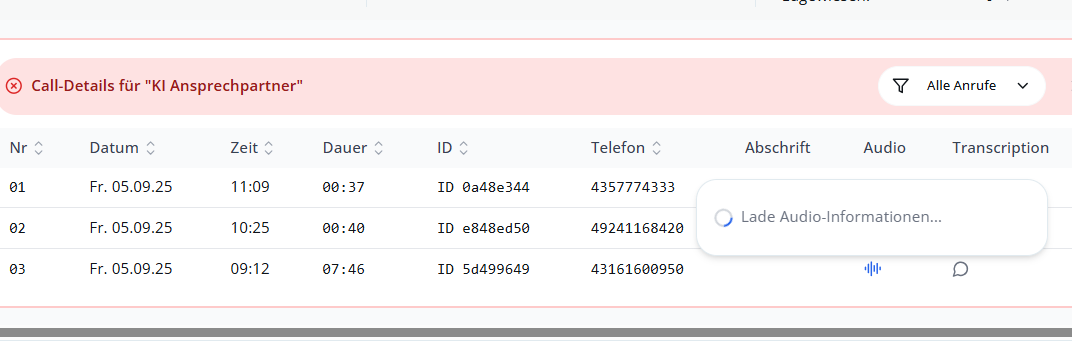 Call-Details für "KI Ansprechpartner"
Alle Anrufe
Nr Datum Zeit Dauer ID Telefon Abschrift Audio Transcription
01 Fr. 05.09.25 11:09 00:37 ID 0a48e344 4357774333
Lade Audio-Informationen...
02 Fr. 05.09.25 10:25 00:40 ID e848ed50 49241168420
03 Fr. 05.09.25 09:12 07:46 ID 5d499649 43161600950